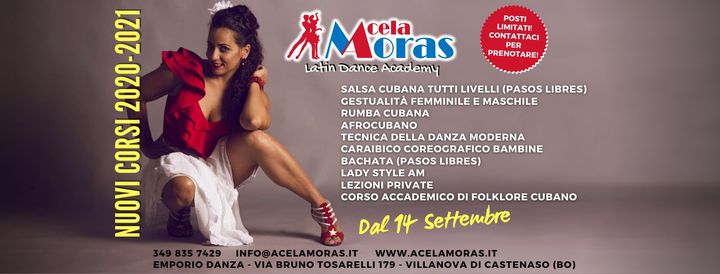 NUOVI CORSI 2020-2021
Acela
Moras
Latin Dance Academy
POSTI
LIMITATI!
CONTATTACI
PER
PRENOTARE!
SALSA CUBANA TUTTI LIVELLI (PASOS LIBRES)
GESTUALITÀ FEMMINILE E MASCHILE
RUMBA CUBANA
AFROCUBANO
TECNICA DELLA DANZA MODERNA
CARAIBICO COREOGRAFICO BAMBINE
BACHATA (PASOS LIBRES)
LADY STYLE AM
LEZIONI PRIVATE
CORSO ACCADEMICO DI FOLKLORE CUBANO
Dal 14 Settembre
349 835 7429 INFO@ACELAMORAS.IT WWW.ACELAMORAS.IT
EMPORIO DANZA - VIA BRUNO TOSARELLI 179 - VILLANOVA DI CASTENASO (BO)